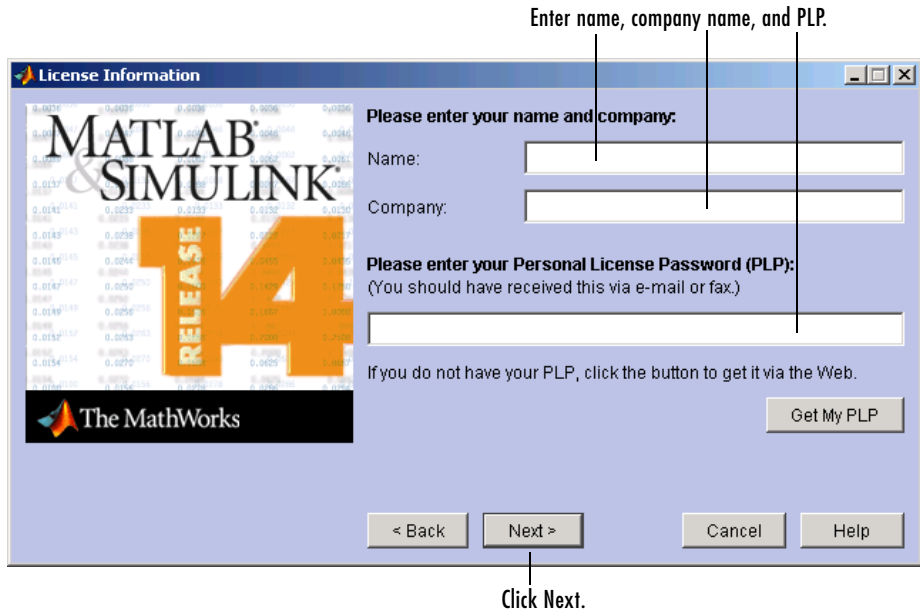 Enter name, company name, and PLP.
License Information
MATLAB®
&SIMULINK®
RELEASE
14
The MathWorks
Please enter your name and company:
Name:
Company:
Please enter your Personal License Password (PLP):
(You should have received this via e-mail or fax.)
If you do not have your PLP, click the button to get it via the Web.
Get My PLP
< Back
Next >
Cancel
Help
Click Next.